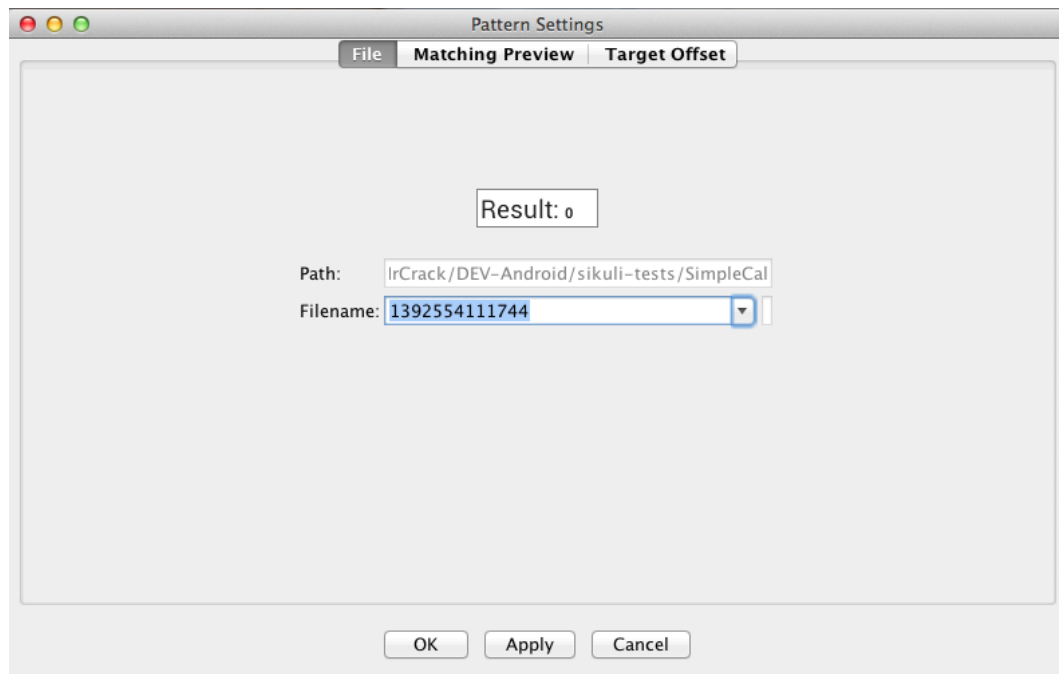 Pattern Settings
File Matching Preview Target Offset
Result: 0
Path: IrCrack/DEV-Android/sikuli-tests/SimpleCal
Filename: 1392554111744
OK Apply Cancel